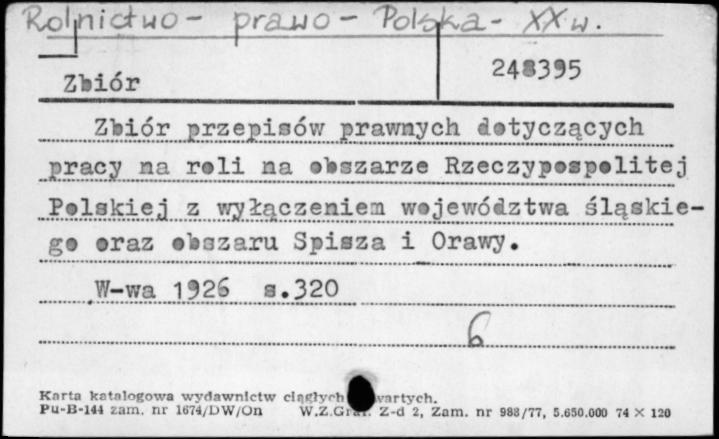 Rolnictwo - prawo - Polska - XX w.
248395
Zbiór
Zbiór przepisów prawnych dotyczących
pracy na roli na obszarze Rzeczypospolitej
Polskiej z wyłączeniem województwa śląskie-
go oraz obszaru Spisza i Orawy.
W-wa 1926 s.320
6
Karta katalogowa wydawnictw ciągłych wartych.
Pu-B-144 zam. nr 1674/DW/On W.Z.Graf. Z-d 2, Zam. nr 988/77, 5.650.000 74 × 120